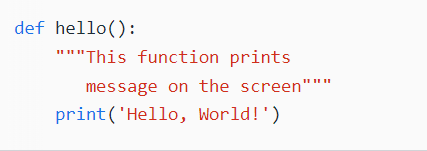 def hello():
    """This function prints
       message on the screen"""
    print('Hello, World!')